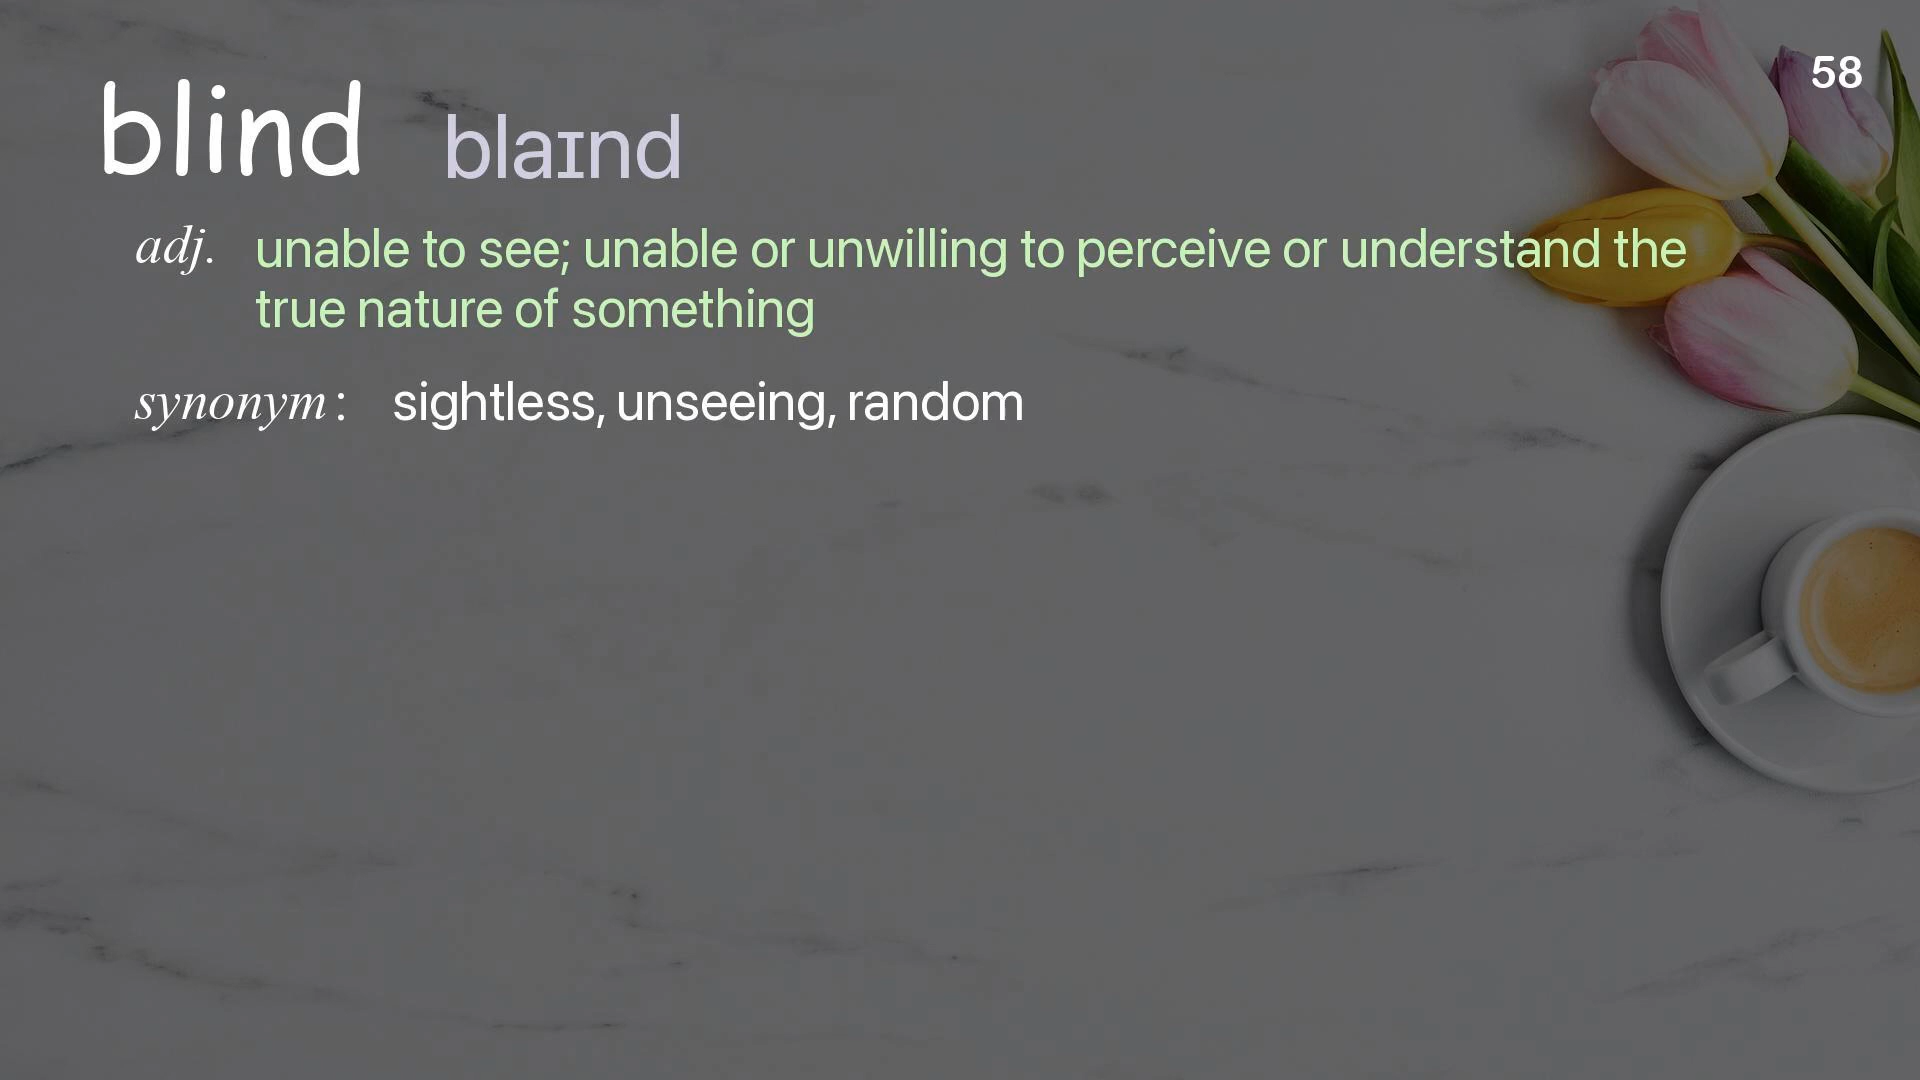 58
blind blaɪnd
adj. unable to see; unable or unwilling to perceive or understand the
true nature of something
synonym : sightless, unseeing, random